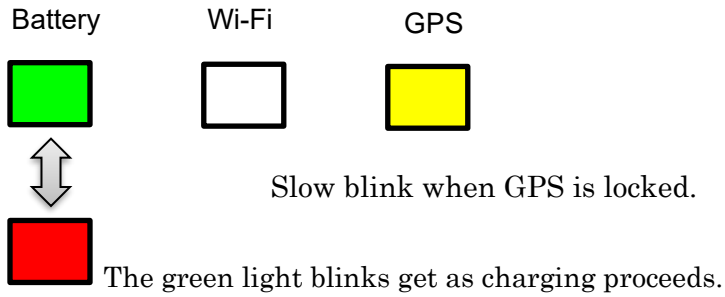 Battery Wi-Fi GPS
Slow blink when GPS is locked.
The green light blinks get as charging proceeds.